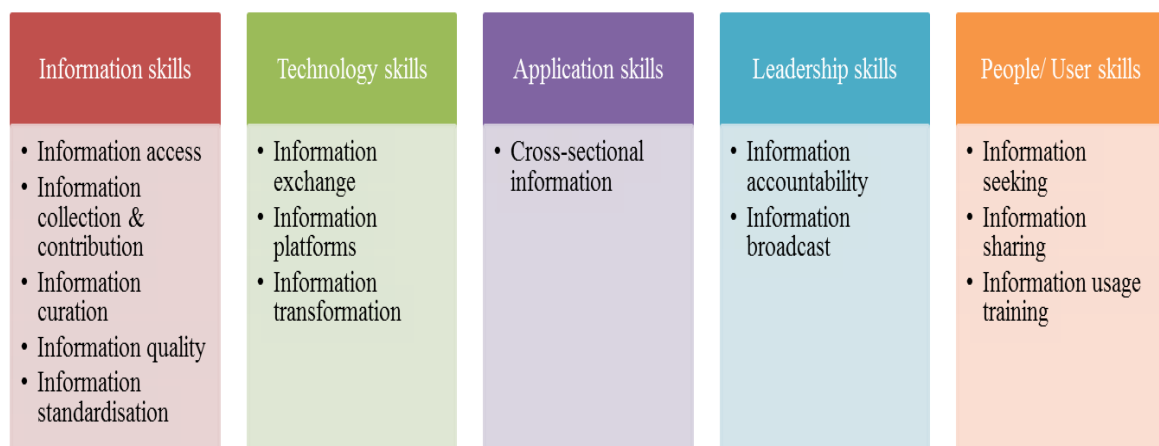 Information skills
• Information access
• Information
collection &
contribution
• Information
curation
• Information quality
• Information
standardisation
Technology skills
• Information
exchange
• Information
platforms
• Information
transformation
Application skills
• Cross-sectional
information
Leadership skills
• Information
accountability
• Information
broadcast
People/ User skills
• Information
seeking
• Information
sharing
• Information usage
training